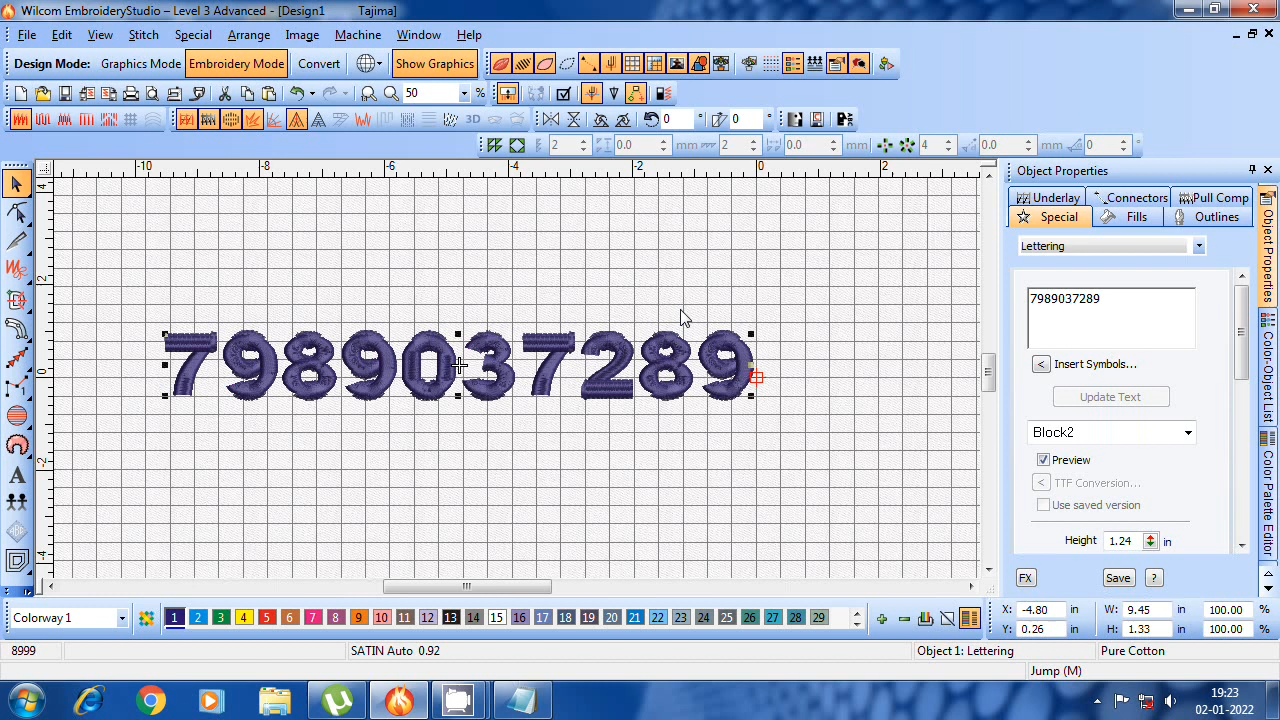 Wilcom EmbroideryStudio – Level 3 Advanced - [Design1 Tajima]
File Edit View Stitch Special Arrange Image Machine Window Help
Design Mode: Graphics Mode Embroidery Mode Convert Show Graphics
50 %
0 ° 0 °
2 0.0 mm 2 0.0 mm 4 0.0 mm 0 °
-10 -8 -6 -4 -2 0 2
4
2
0
-2
-4
7989037289
Object Properties
Underlay Connectors Pull Comp
Special Fills Outlines
Lettering
7989037289
< Insert Symbols...
Update Text
Block2
Preview
< TTF Conversion...
Use saved version
Height 1.24 in
FX Save ?
Object Properties
Color-Object List
Color Palette Editor
Colorway 1
1 2 3 4 5 6 7 8 9 10 11 12 13 14 15 16 17 18 19 20 21 22 23 24 25 26 27 28 29
X: -4.80 in W: 9.45 in 100.00 %
Y: 0.26 in H: 1.33 in 100.00 %
8999 SATIN Auto 0.92 Object 1: Lettering Pure Cotton
Jump (M)
19:23
02-01-2022